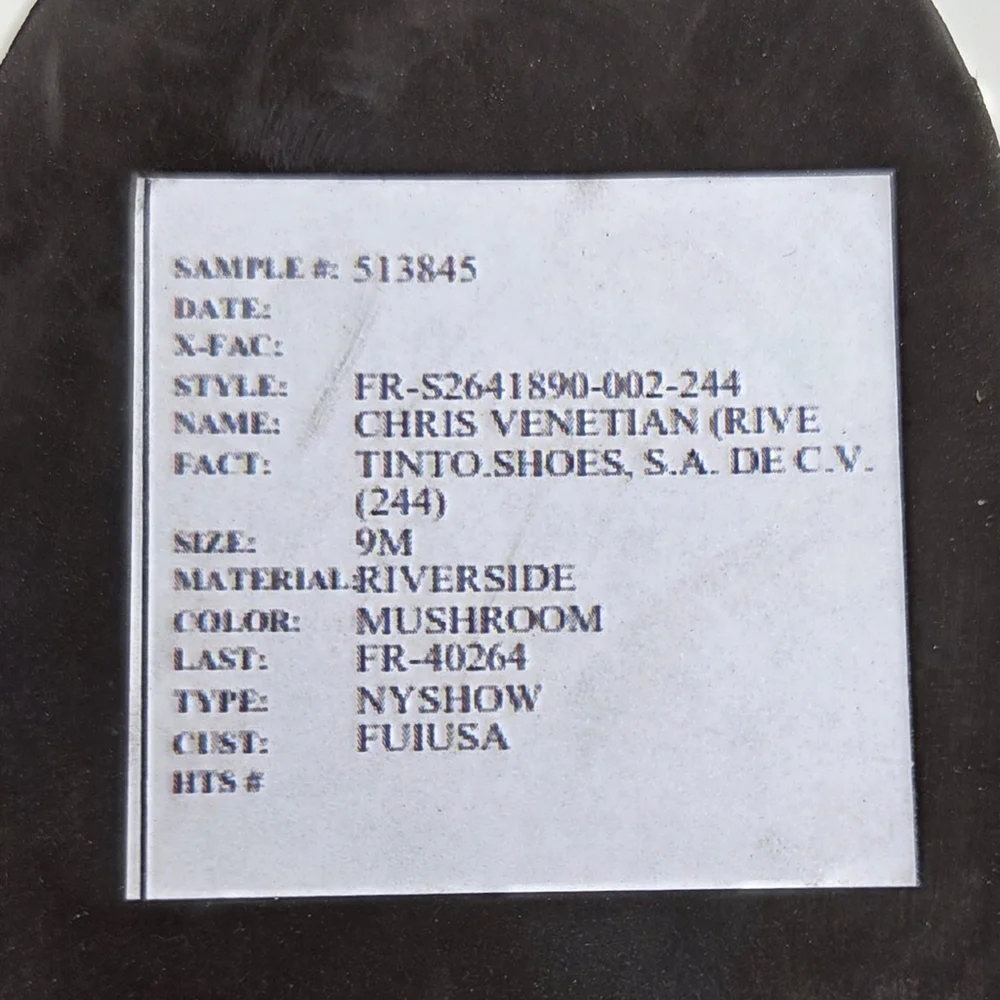 SAMPLE #: 513845
DATE:
X-FAC:
STYLE: FR-S2641890-002-244
NAME: CHRIS VENETIAN (RIVE
FACT: TINTO.SHOES, S.A. DE C.V.
(244)
SIZE: 9M
MATERIAL:RIVERSIDE
COLOR: MUSHROOM
LAST: FR-40264
TYPE: NYSHOW
CUST: FUIUSA
HTS #